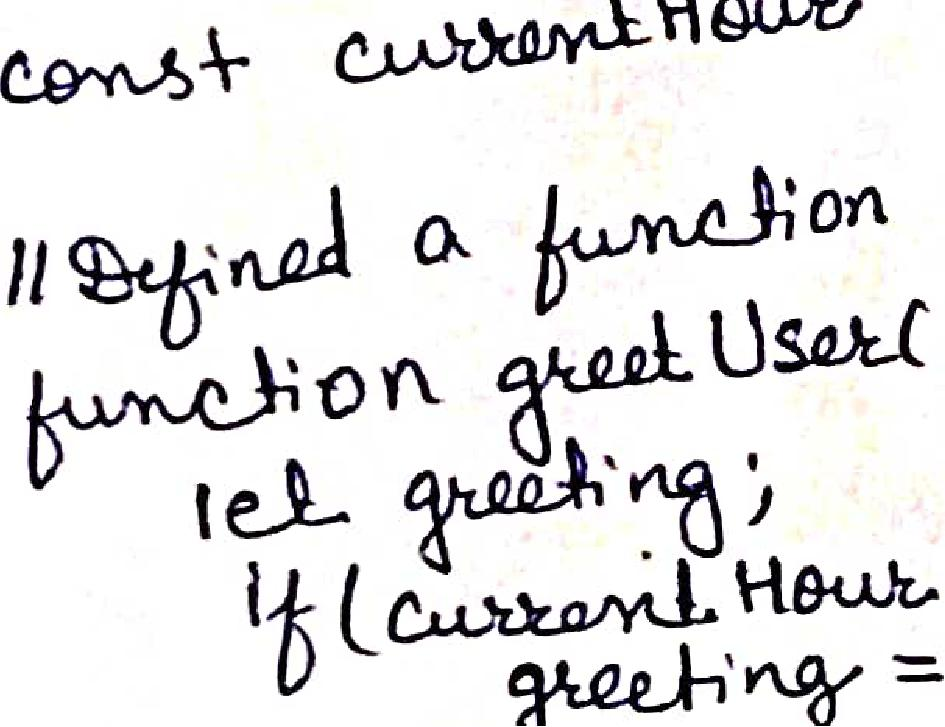 const currentHour
// Defined a function
function greetUser(
let greeting;
if (currentHour
greeting =